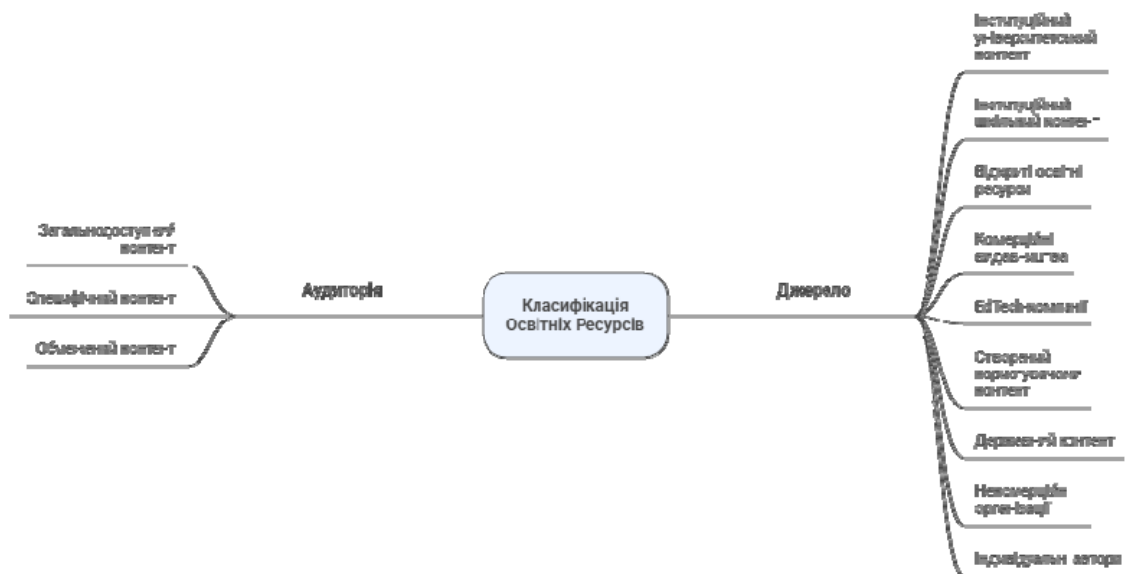 Інституційний
університетський
контент
Інституційний
шкільний контент
Відкриті освітні
ресурси
Комерційні
видавництва
EdTech-компанії
Створений
користувачами
контент
Державний контент
Некомерційні
організації
Індивідуальні автори
Загальнодоступний
контент
Специфічний контент
Обмежений контент
Аудиторія
Класифікація
Освітніх Ресурсів
Джерело